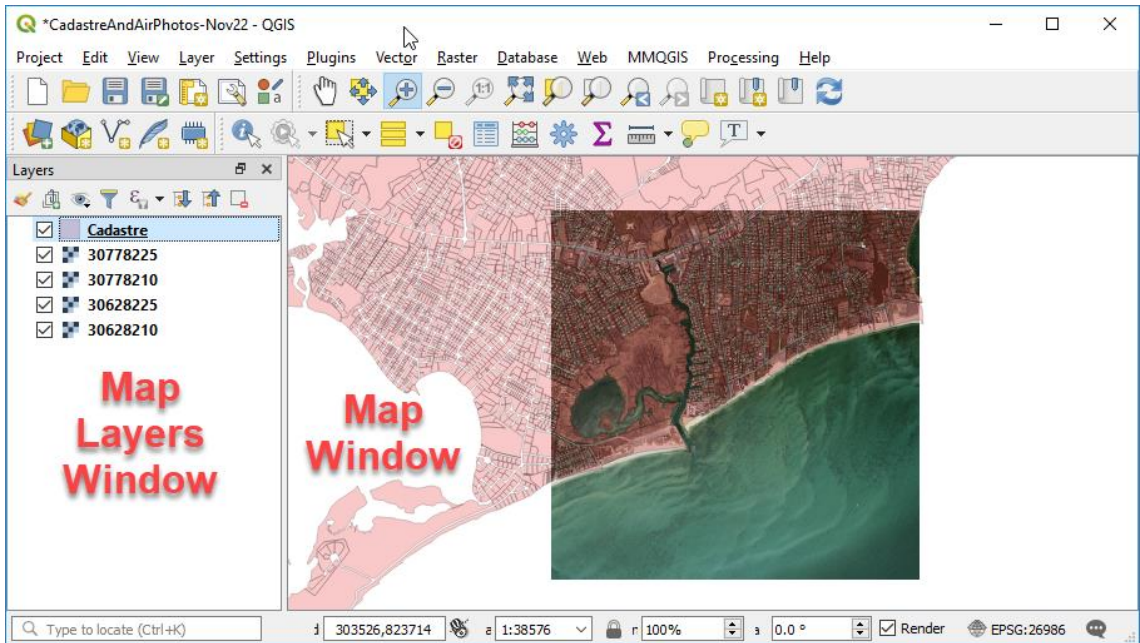 *CadastreAndAirPhotos-Nov22 - QGIS
Project Edit View Layer Settings Plugins Vector Raster Database Web MMQGIS Processing Help
1:1
a
ε
Σ
T
Layers
Cadastre
30778225
30778210
30628225
30628210
Map
Layers
Window
Map
Window
Type to locate (Ctrl+K) 303526,823714 1:38576 100% 0.0 ° Render EPSG:26986